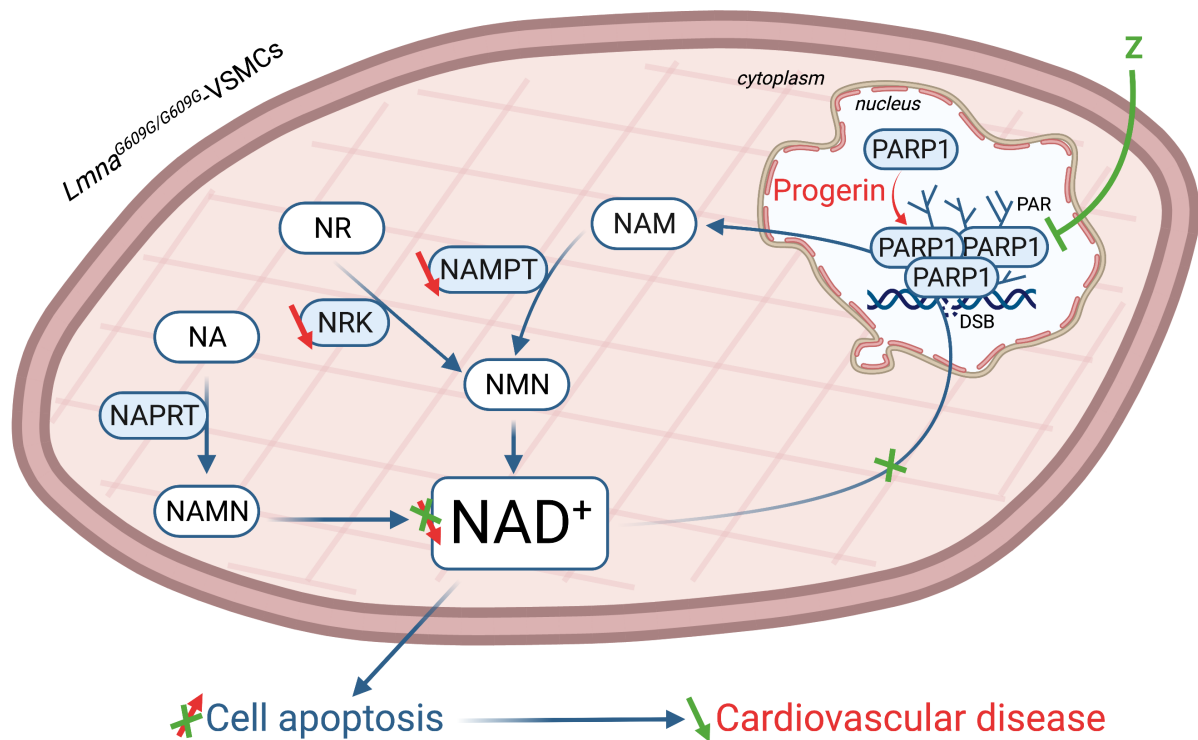 Lmna^G609G/G609G-VSMCs
Z
cytoplasm
nucleus
PARP1
Progerin
PAR
PARP1 PARP1
PARP1
DSB
NR
NAM
NAMPT
NRK
NA
NMN
NAPRT
NAMN
NAD+
Cell apoptosis
Cardiovascular disease